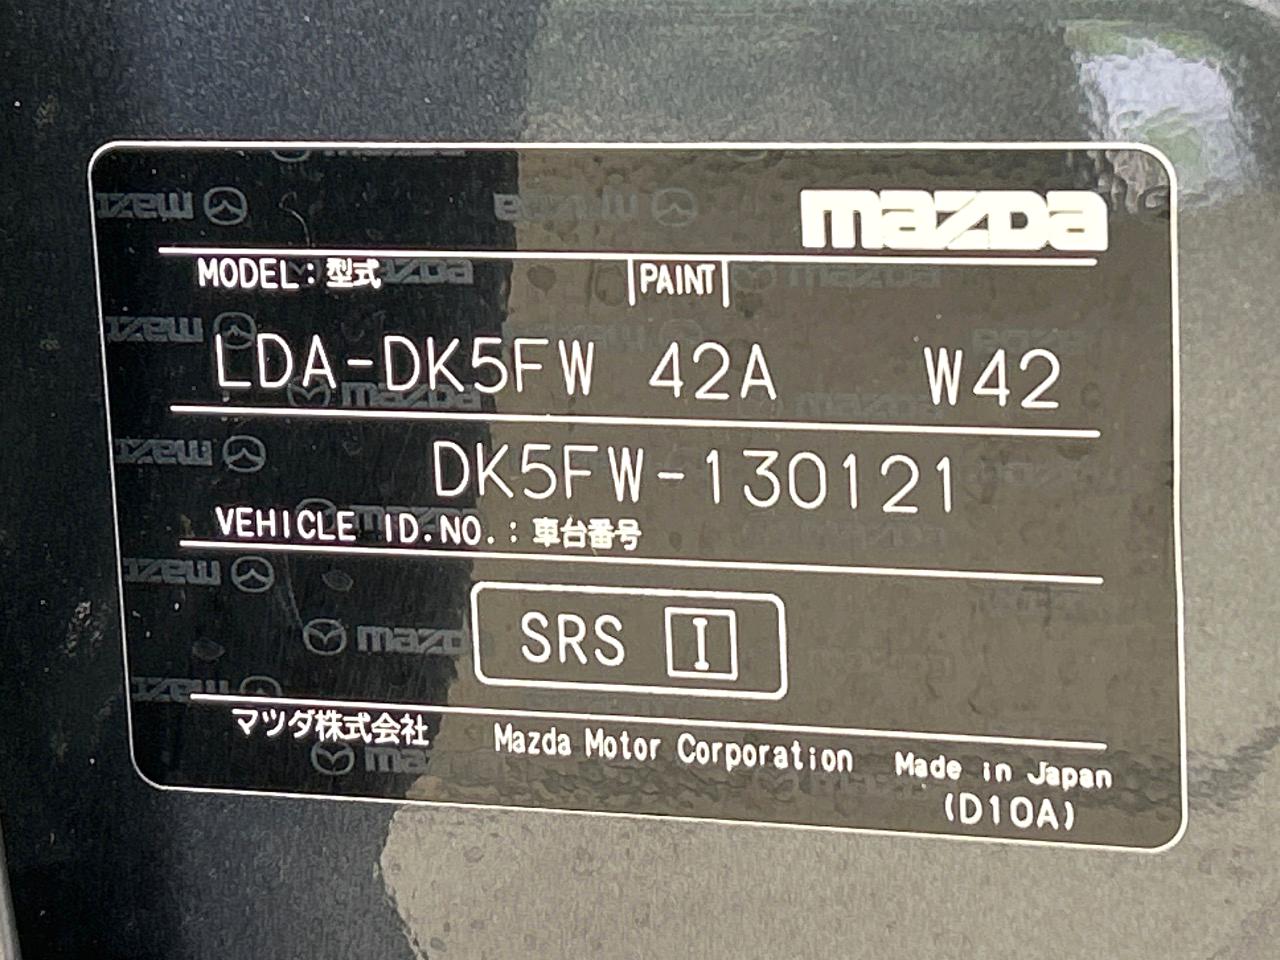 mazda
MODEL：型式 PAINT
LDA-DK5FW 42A W42
DK5FW-130121
VEHICLE ID.NO.：車台番号
SRS I
マツダ株式会社 Mazda Motor Corporation Made in Japan
(D10A)